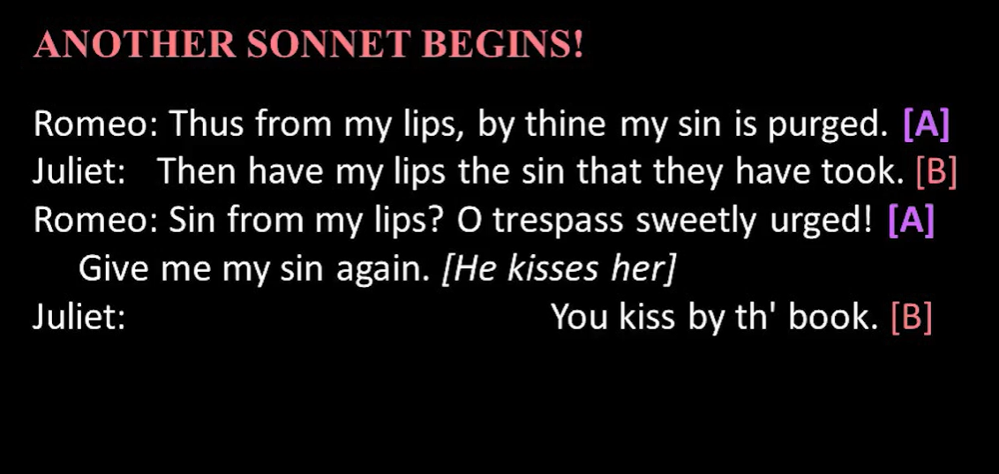 ANOTHER SONNET BEGINS!
Romeo: Thus from my lips, by thine my sin is purged. [A]
Juliet: Then have my lips the sin that they have took. [B]
Romeo: Sin from my lips? O trespass sweetly urged! [A]
Give me my sin again. [He kisses her]
Juliet: You kiss by th' book. [B]